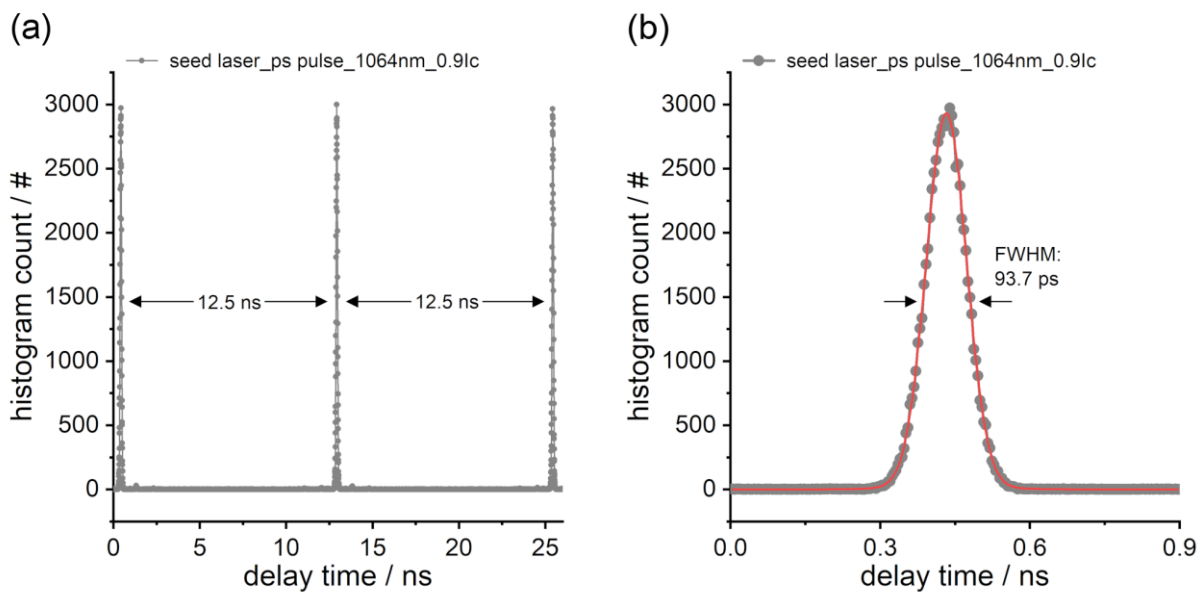 (a)
seed laser_ps pulse_1064nm_0.9Ic
histogram count / #
3000
2500
2000
1500
1000
500
0
12.5 ns
12.5 ns
0
5
10
15
20
25
delay time / ns
(b)
seed laser_ps pulse_1064nm_0.9Ic
histogram count / #
3000
2500
2000
1500
1000
500
0
FWHM:
93.7 ps
0.0
0.3
0.6
0.9
delay time / ns